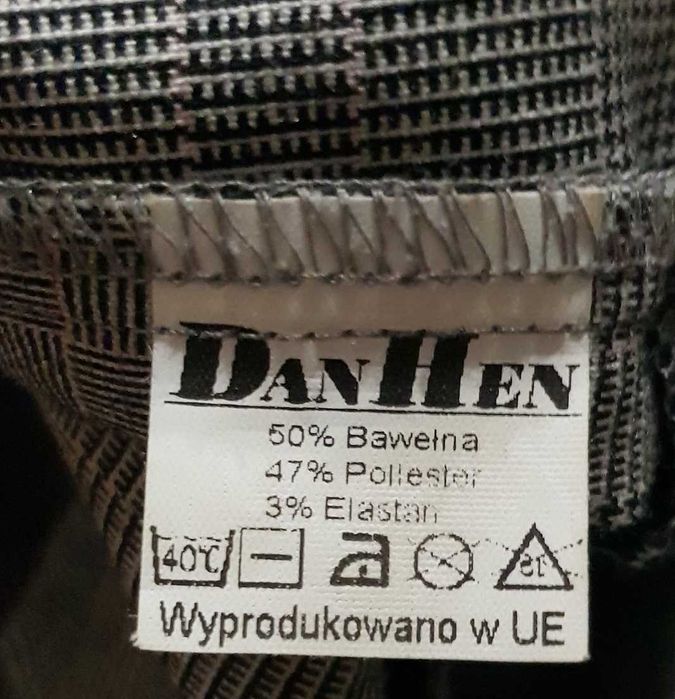 DANHEN
50% Bawełna
47% Poliester
3% Elastan
40℃
Wyprodukowano w UE